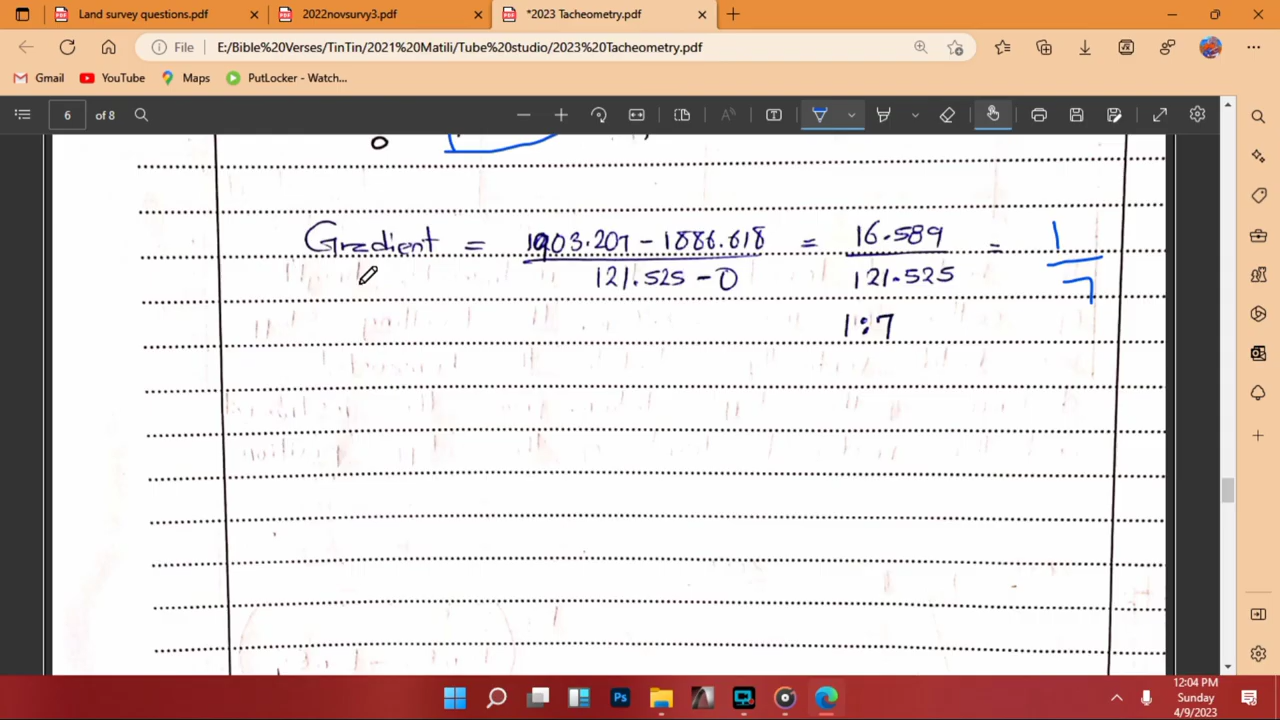 Land survey questions.pdf
2022novsurvy3.pdf
*2023 Tacheometry.pdf
File
E:/Bible%20Verses/TinTin/2021%20Matili/Tube%20studio/2023%20Tacheometry.pdf
Gmail
YouTube
Maps
PutLocker - Watch...
6 of 8
Gradient = 1903.207 - 1886.618 / 121.525 - 0 = 16.589 / 121.525 = 1 / 7
1:7
12:04 PM
Sunday
4/9/2023